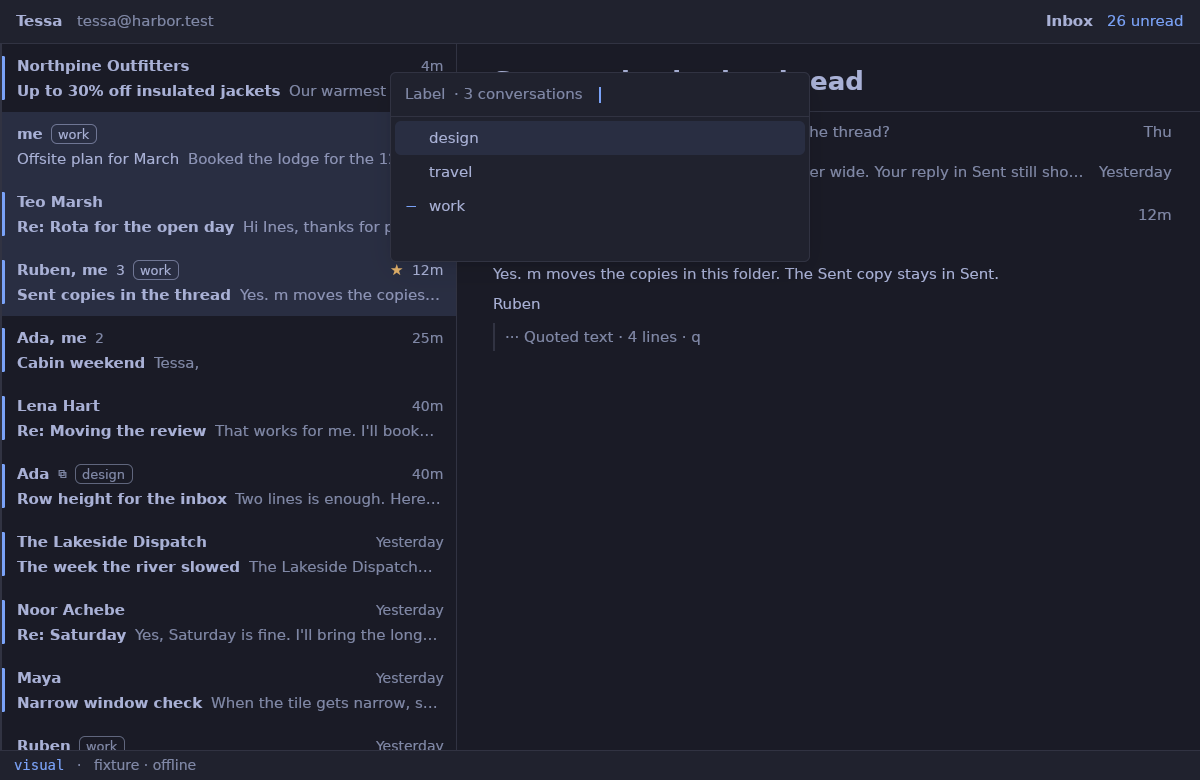 Tessa tessa@harbor.test
Inbox 26 unread
Northpine Outfitters 4m
Up to 30% off insulated jackets Our warmest
me work
Offsite plan for March Booked the lodge for the
Teo Marsh
Re: Rota for the open day Hi Ines, thanks for
Ruben, me 3 work ★ 12m
Sent copies in the thread Yes. m moves the copies…
Ada, me 2 25m
Cabin weekend Tessa,
Lena Hart 40m
Re: Moving the review That works for me. I'll book…
Ada design 40m
Row height for the inbox Two lines is enough. Here…
The Lakeside Dispatch Yesterday
The week the river slowed The Lakeside Dispatch…
Noor Achebe Yesterday
Re: Saturday Yes, Saturday is fine. I'll bring the long…
Maya Yesterday
Narrow window check When the tile gets narrow, s…
Ruben work Yesterday
Label · 3 conversations
design
travel
– work
the thread? Thu
wide. Your reply in Sent still sho… Yesterday
12m
Yes. m moves the copies in this folder. The Sent copy stays in Sent.
Ruben
··· Quoted text · 4 lines · q
visual · fixture · offline